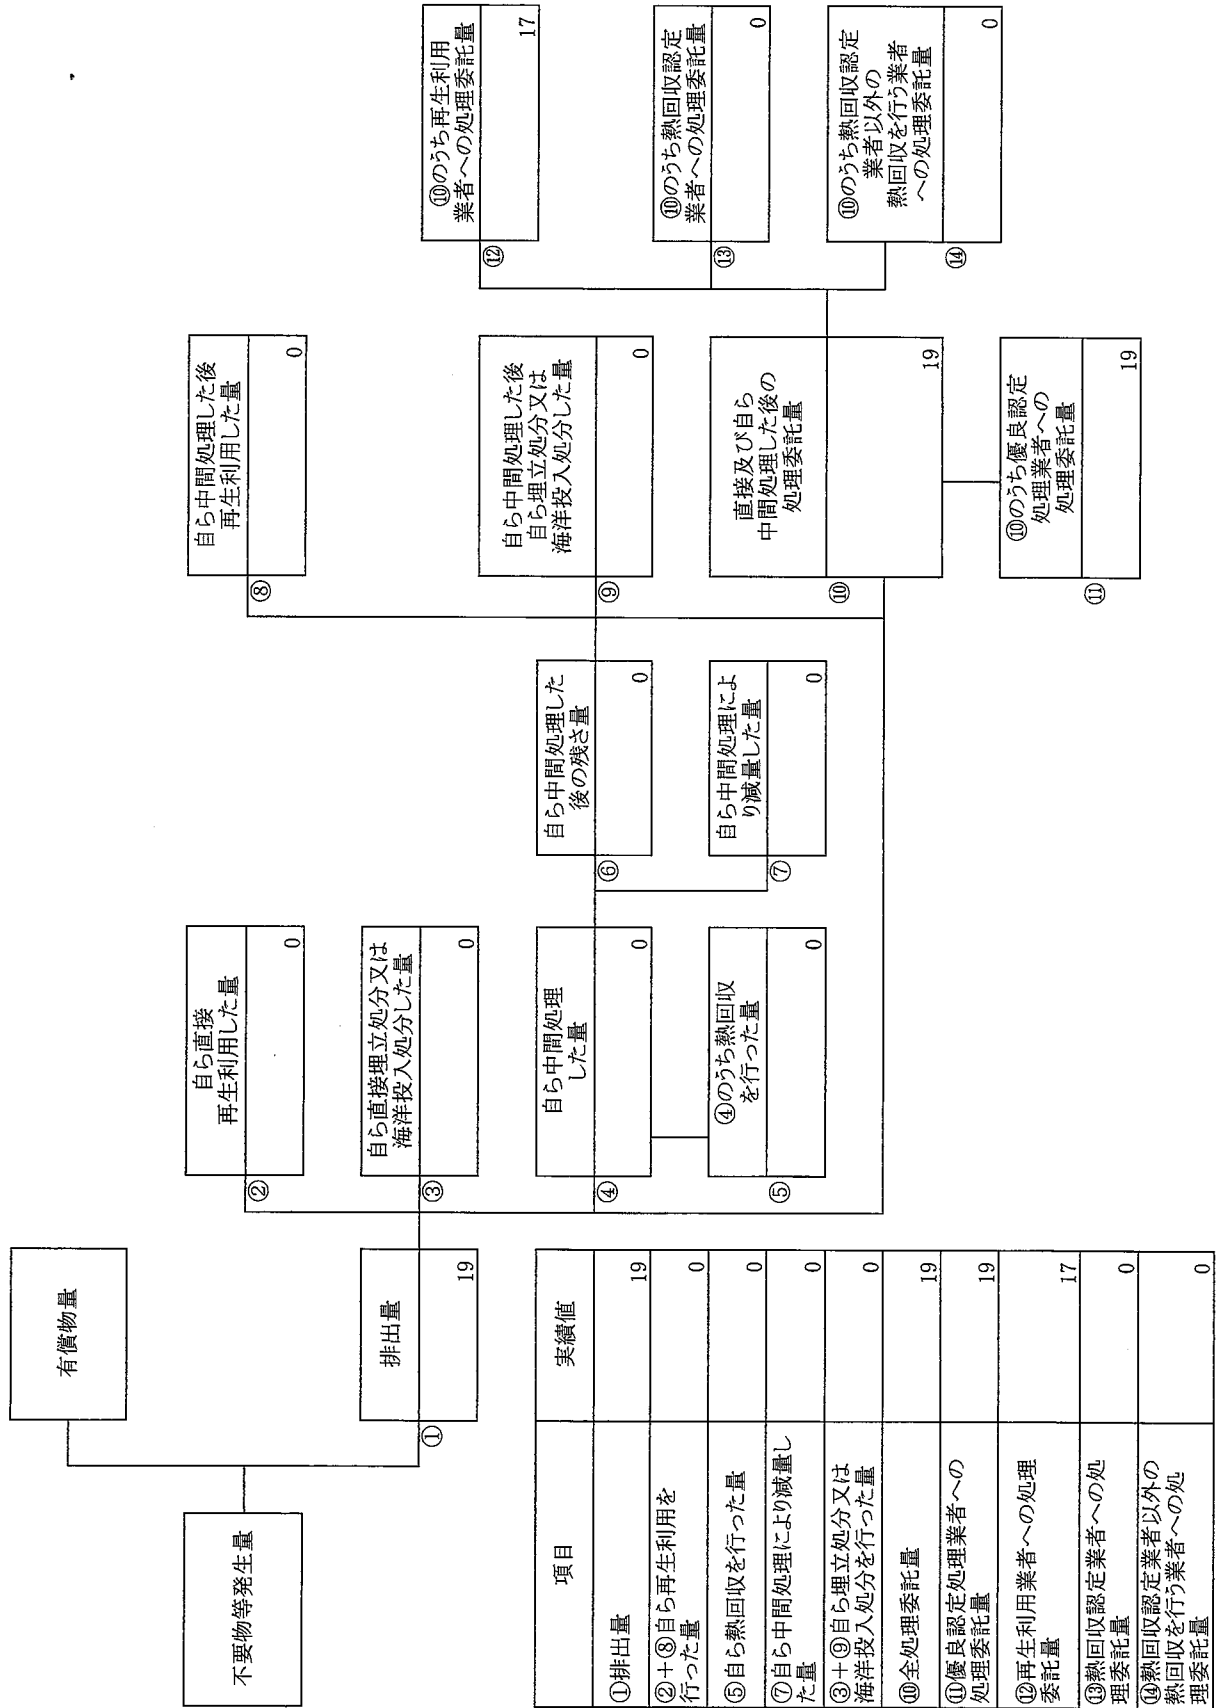 不要物等発生量
有償物量
排出量
①
19
自ら直接
再生利用した量
②
0
自ら直接埋立処分又は
海洋投入処分した量
③
0
自ら中間処理
した量
④
0
④のうち熱回収
を行った量
⑤
0
自ら中間処理した
後の残さ量
⑥
0
自ら中間処理によ
り減量した量
⑦
0
自ら中間処理した後
再生利用した量
⑧
0
自ら中間処理した後
自ら埋立処分又は
海洋投入処分した量
⑨
0
直接及び自ら
中間処理した後の
処理委託量
⑩
19
⑩のうち優良認定
処理業者への
処理委託量
⑪
19
⑩のうち再生利用
業者への処理委託量
⑫
17
⑩のうち熱回収認定
業者への処理委託量
⑬
0
⑩のうち熱回収認定
業者以外の
熱回収を行う業者
への処理委託量
⑭
0
項目 実績値
①排出量 19
②+⑧自ら再生利用を
行った量 0
⑤自ら熱回収を行った量 0
⑦自ら中間処理により減量し
た量 0
③+⑨自ら埋立処分又は
海洋投入処分を行った量 0
⑩全処理委託量 19
⑪優良認定処理業者への
処理委託量 19
⑫再生利用業者への処理
委託量 17
⑬熱回収認定業者への処
理委託量 0
⑭熱回収認定業者以外の
熱回収を行う業者への処
理委託量 0